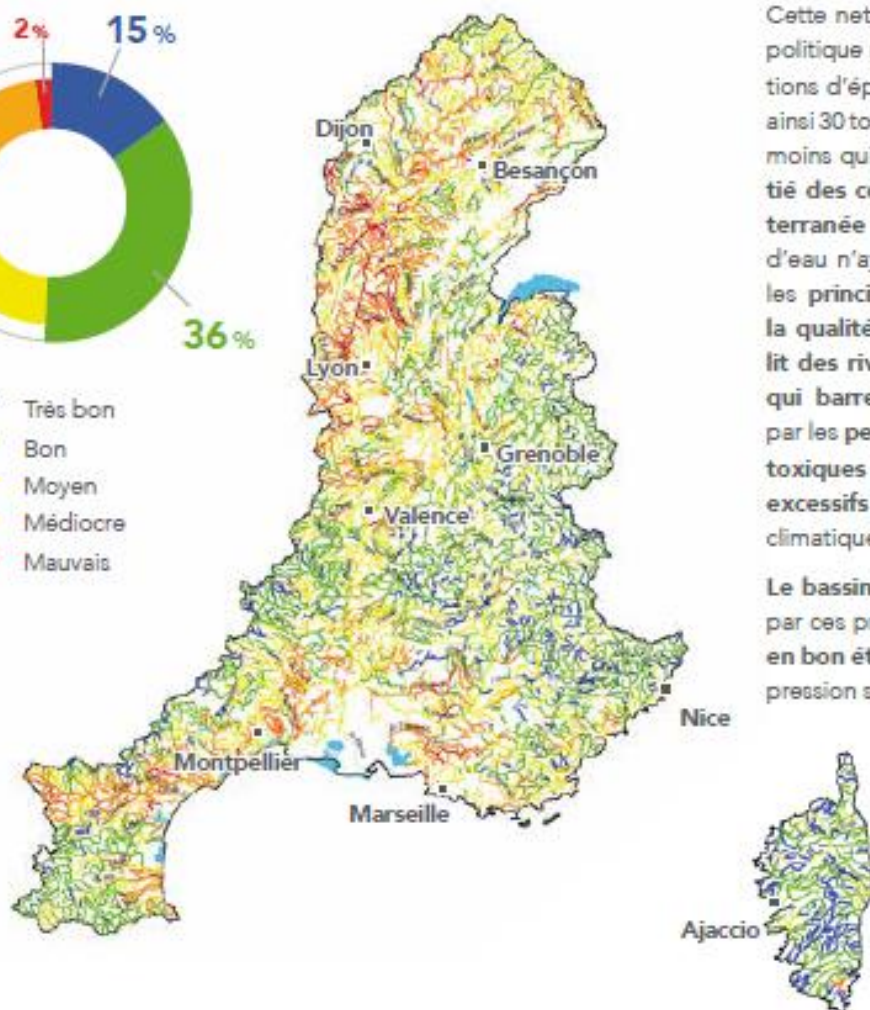 2%
15%
36%
Très bon
Bon
Moyen
Médiocre
Mauvais
Dijon
Besançon
Lyon
Grenoble
Valence
Montpellier
Marseille
Nice
Ajaccio
Cette net
politique
tions d'ép
ainsi 30 to
moins qui
tié des co
terranée
d'eau n'a
les princi
la qualité
lit des riv
qui barre
par les pe
toxiques
excessifs
climatique
Le bassin
par ces pr
en bon ét
pression s